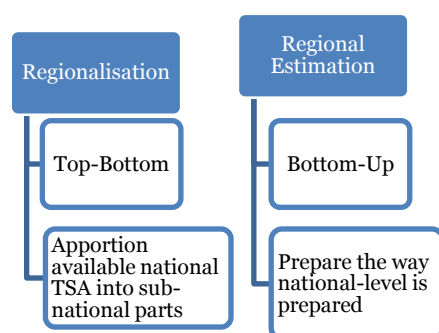 Regionalisation
Top-Bottom
Apportion
available national
TSA into sub-
national parts
Regional
Estimation
Bottom-Up
Prepare the way
national-level is
prepared